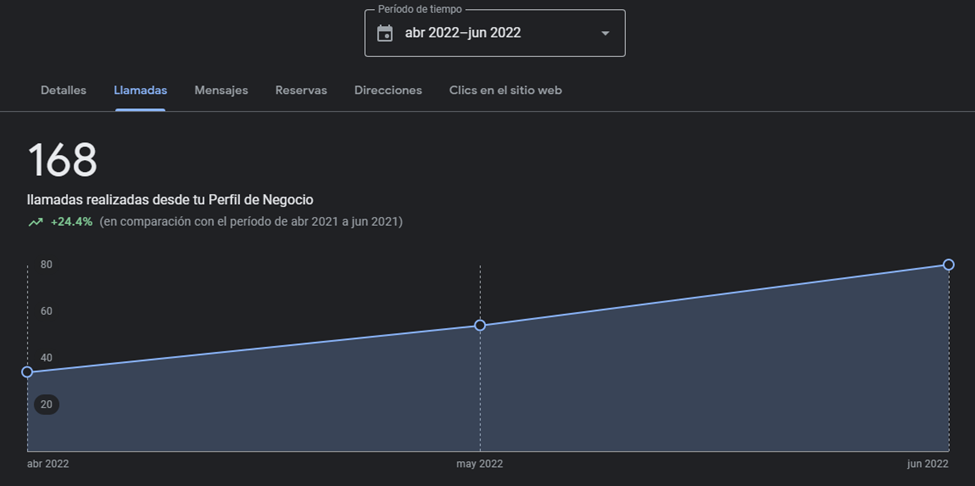 Período de tiempo
abr 2022–jun 2022
Detalles Llamadas Mensajes Reservas Direcciones Clics en el sitio web
168
llamadas realizadas desde tu Perfil de Negocio
+24.4% (en comparación con el período de abr 2021 a jun 2021)
80
60
40
20
abr 2022 may 2022 jun 2022